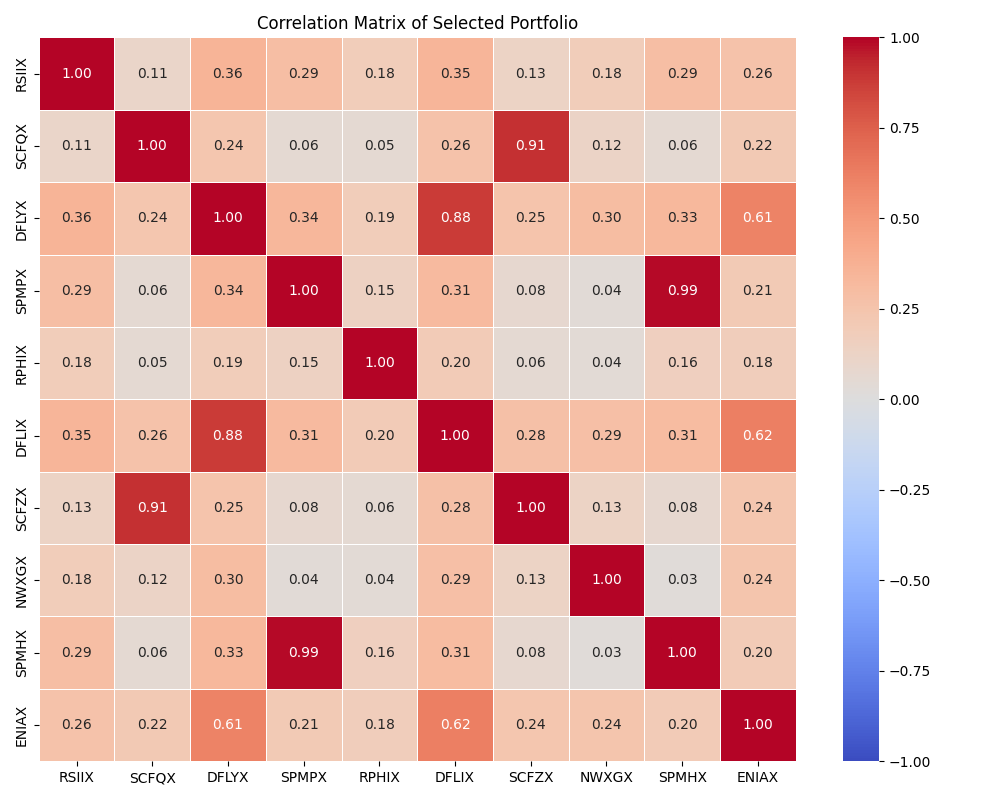 Correlation Matrix of Selected Portfolio
RSIIX 1.00 0.11 0.36 0.29 0.18 0.35 0.13 0.18 0.29 0.26
SCFQX 0.11 1.00 0.24 0.06 0.05 0.26 0.91 0.12 0.06 0.22
DFLYX 0.36 0.24 1.00 0.34 0.19 0.88 0.25 0.30 0.33 0.61
SPMPX 0.29 0.06 0.34 1.00 0.15 0.31 0.08 0.04 0.99 0.21
RPHIX 0.18 0.05 0.19 0.15 1.00 0.20 0.06 0.04 0.16 0.18
DFLIX 0.35 0.26 0.88 0.31 0.20 1.00 0.28 0.29 0.31 0.62
SCFZX 0.13 0.91 0.25 0.08 0.06 0.28 1.00 0.13 0.08 0.24
NWXGX 0.18 0.12 0.30 0.04 0.04 0.29 0.13 1.00 0.03 0.24
SPMHX 0.29 0.06 0.33 0.99 0.16 0.31 0.08 0.03 1.00 0.20
ENIAX 0.26 0.22 0.61 0.21 0.18 0.62 0.24 0.24 0.20 1.00
RSIIX SCFQX DFLYX SPMPX RPHIX DFLIX SCFZX NWXGX SPMHX ENIAX
1.00
0.75
0.50
0.25
0.00
−0.25
−0.50
−0.75
−1.00